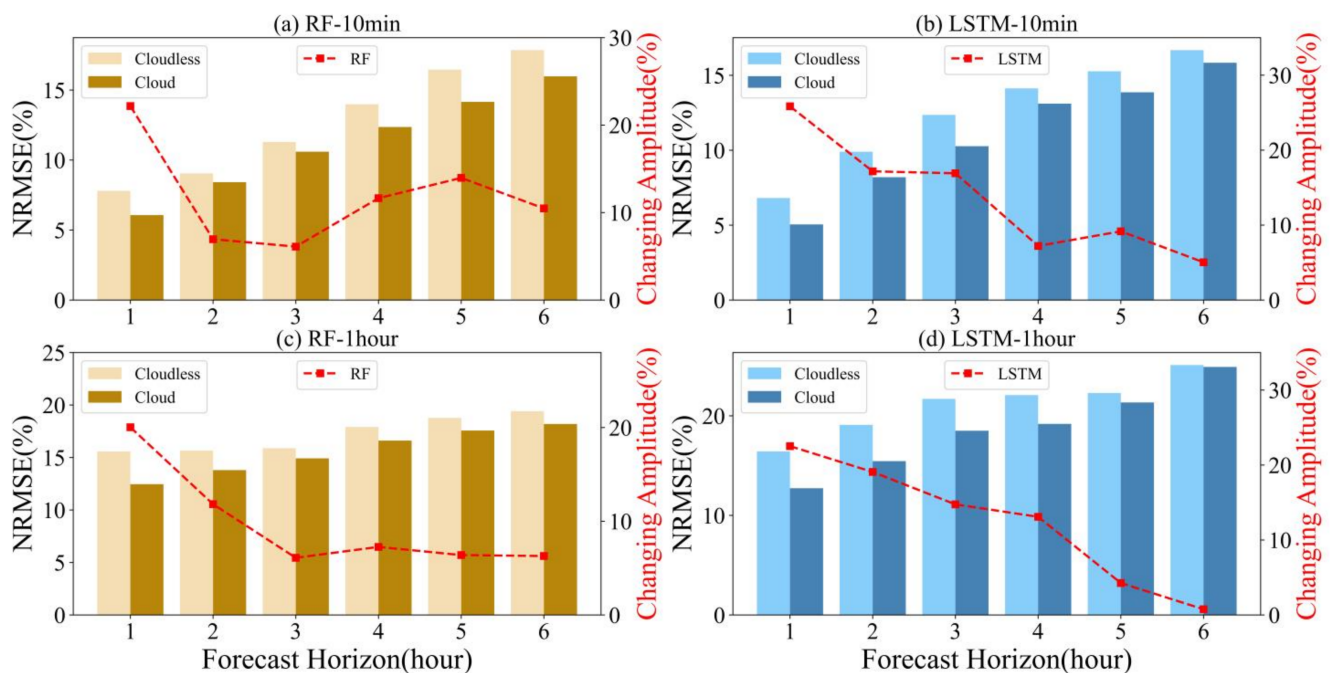 (a) RF-10min
Cloudless
Cloud
RF
NRMSE(%)
0
5
10
15
0
10
20
30
Changing Amplitude(%)
1 2 3 4 5 6
(b) LSTM-10min
Cloudless
Cloud
LSTM
NRMSE(%)
0
5
10
15
0
10
20
30
Changing Amplitude(%)
1 2 3 4 5 6
(c) RF-1hour
Cloudless
Cloud
RF
NRMSE(%)
0
5
10
15
20
25
0
10
20
Changing Amplitude(%)
1 2 3 4 5 6
Forecast Horizon(hour)
(d) LSTM-1hour
Cloudless
Cloud
LSTM
NRMSE(%)
0
10
20
0
10
20
30
Changing Amplitude(%)
1 2 3 4 5 6
Forecast Horizon(hour)